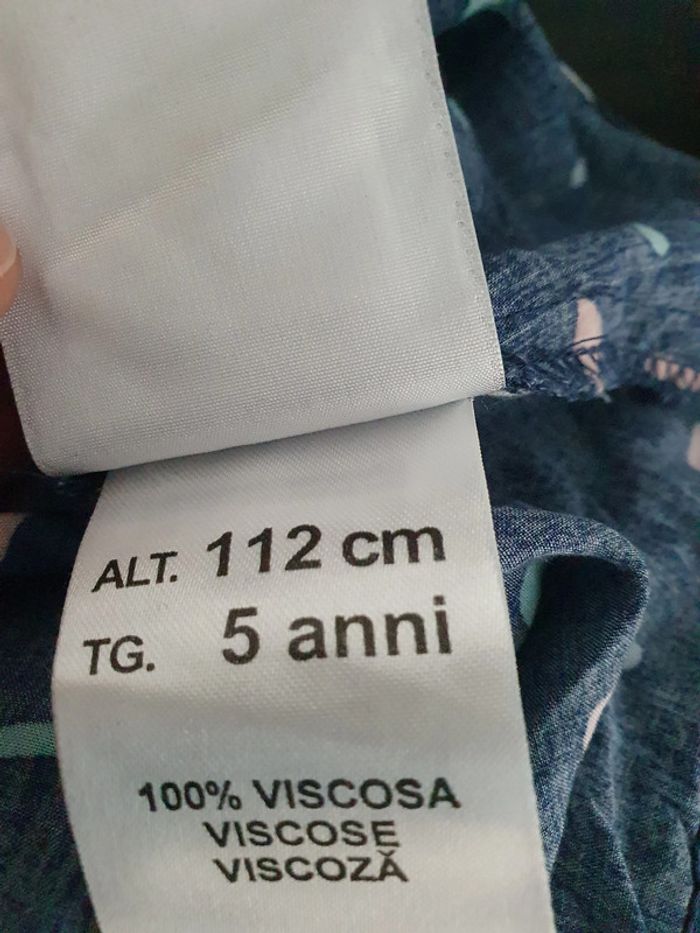 ALT. 112 cm
TG. 5 anni
100% VISCOSA
VISCOSE
VISCOZĂ